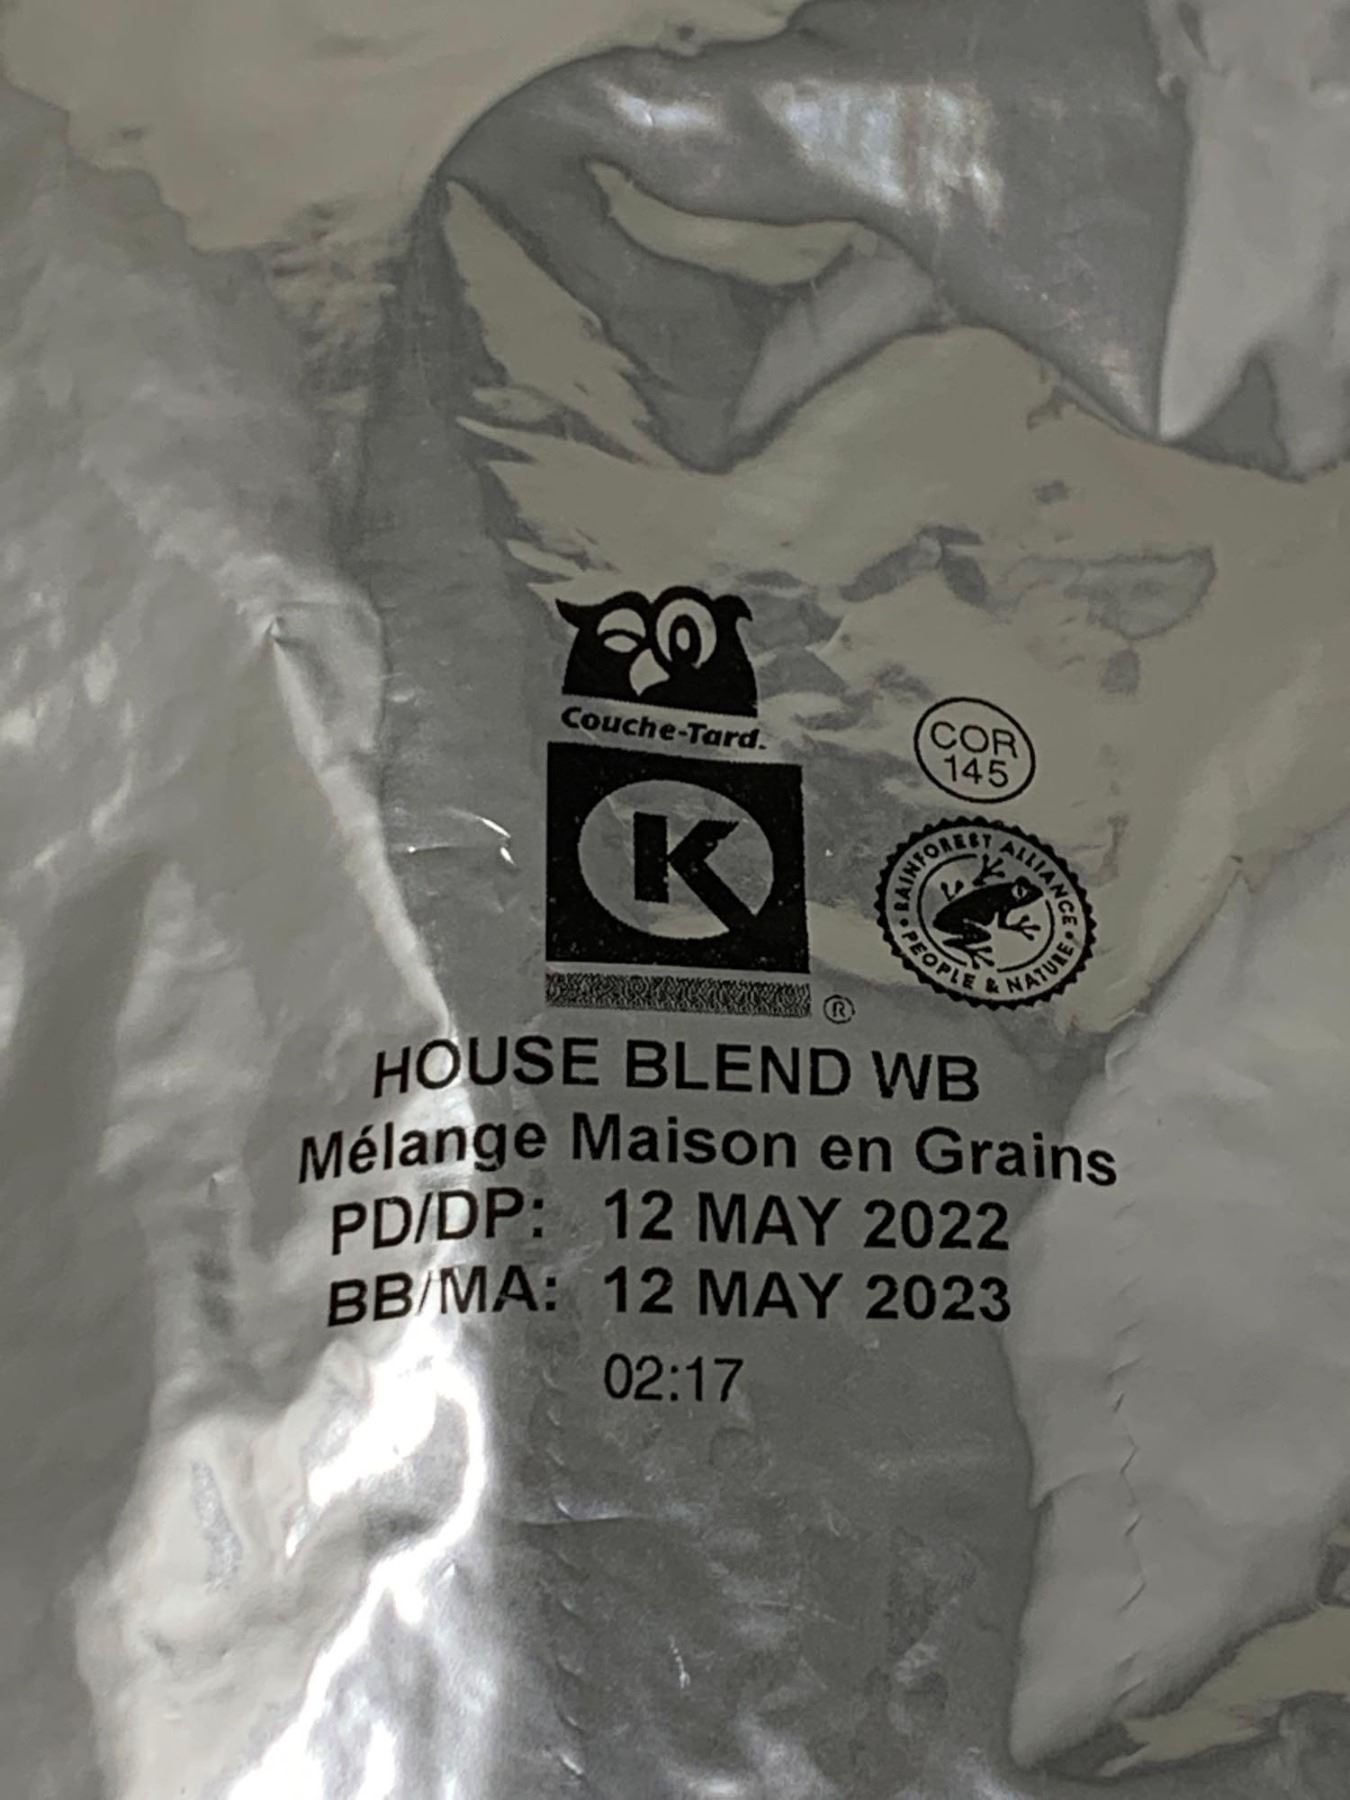 Couche-Tard.
COR
145
K
RAINFOREST ALLIANCE
• PEOPLE & NATURE •
®
HOUSE BLEND WB
Mélange Maison en Grains
PD/DP: 12 MAY 2022
BB/MA: 12 MAY 2023
02:17